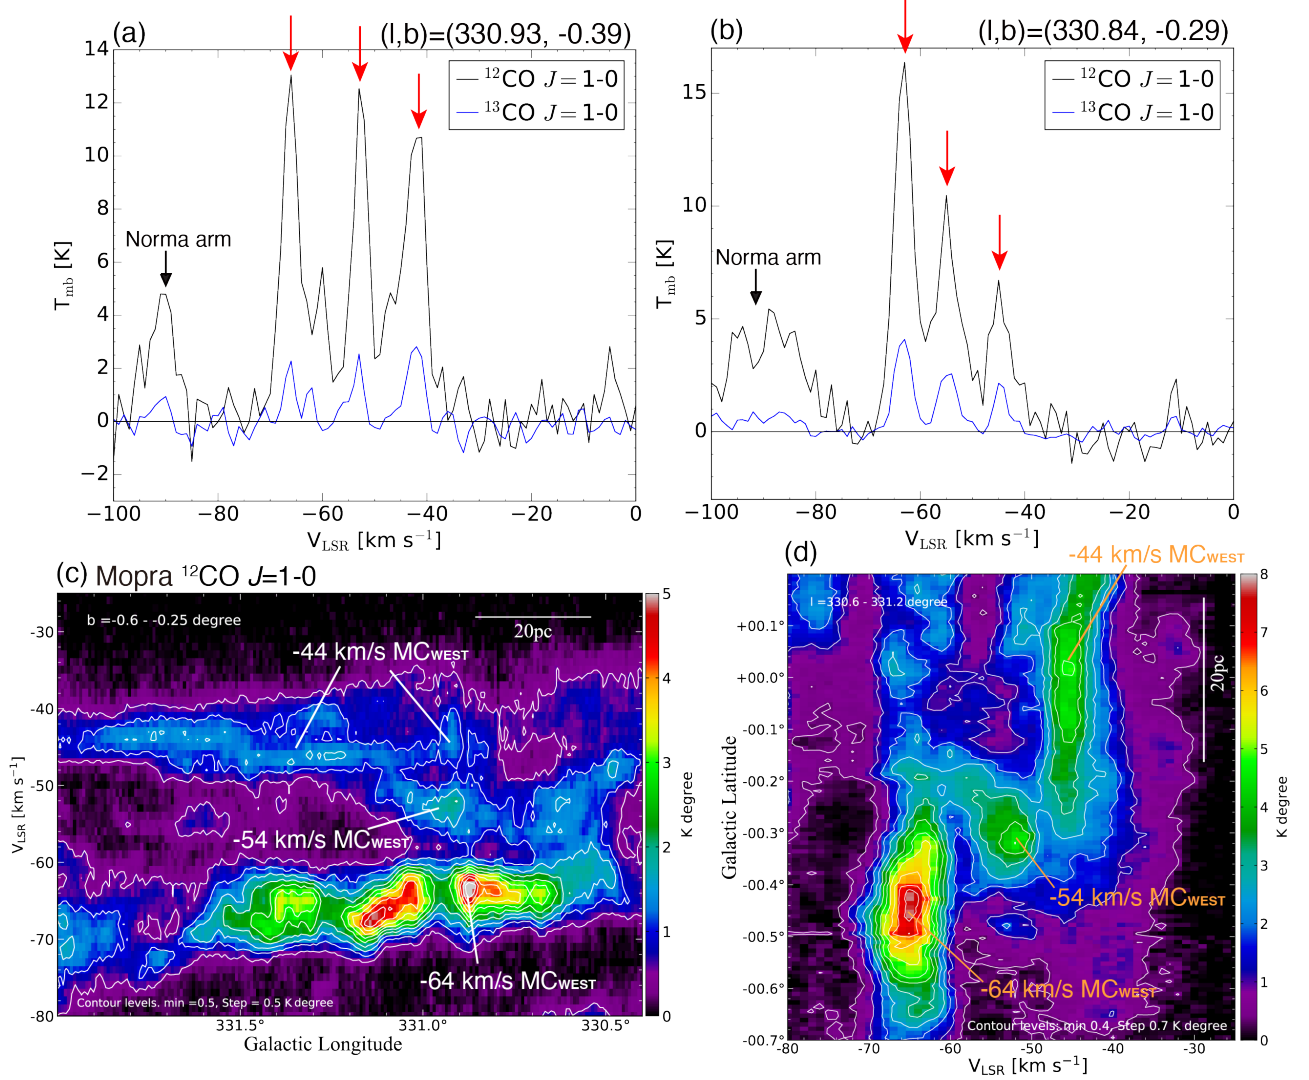 (a)
(l,b)=(330.93, -0.39)
¹²CO J = 1-0
¹³CO J = 1-0
Norma arm
T_mb [K]
14
12
10
8
6
4
2
0
−2
−100
−80
−60
−40
−20
0
V_LSR [km s⁻¹]
(b)
(l,b)=(330.84, -0.29)
¹²CO J = 1-0
¹³CO J = 1-0
Norma arm
T_mb [K]
15
10
5
0
−100
−80
−60
−40
−20
0
V_LSR [km s⁻¹]
(c) Mopra ¹²CO J=1-0
b =-0.6 - -0.25 degree
20pc
-44 km/s MCWEST
-54 km/s MCWEST
-64 km/s MCWEST
Contour levels. min =0.5, Step = 0.5 K degree
V_LSR [km s⁻¹]
-30
-40
-50
-60
-70
-80
331.5°
331.0°
330.5°
Galactic Longitude
5
4
3
2
1
0
K degree
(d)
-44 km/s MCWEST
l =330.6 - 331.2 degree
20pc
-54 km/s MCWEST
-64 km/s MCWEST
Contour levels: min 0.4, Step 0.7 K degree
Galactic Latitude
+00.1°
+00.0°
-00.1°
-00.2°
-00.3°
-00.4°
-00.5°
-00.6°
-00.7°
-80
-70
-60
-50
-40
-30
V_LSR [km s⁻¹]
8
7
6
5
4
3
2
1
0
K degree